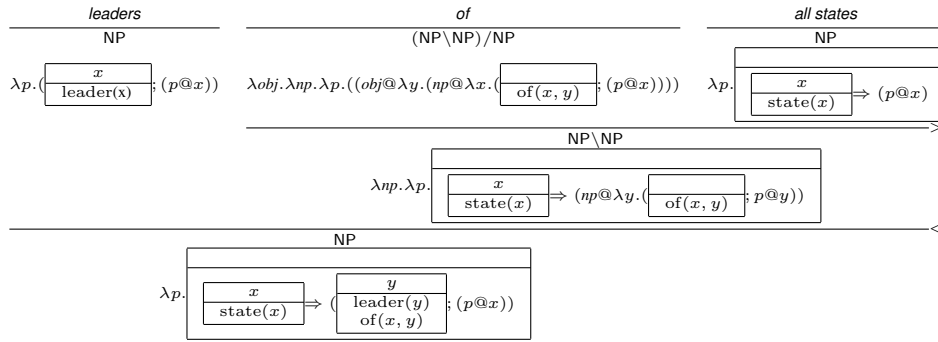 leaders of all states
NP (NP\NP)/NP NP
λp.( x leader(x) ; (p@x)) λobj.λnp.λp.((obj@λy.(np@λx.( of(x, y) ; (p@x)))) λp. x state(x) ⇒ (p@x)
>
NP\NP
λnp.λp. x state(x) ⇒ (np@λy.( of(x, y) ; p@y))
<
NP
λp. x state(x) ⇒ ( y leader(y) of(x, y) ; (p@x))